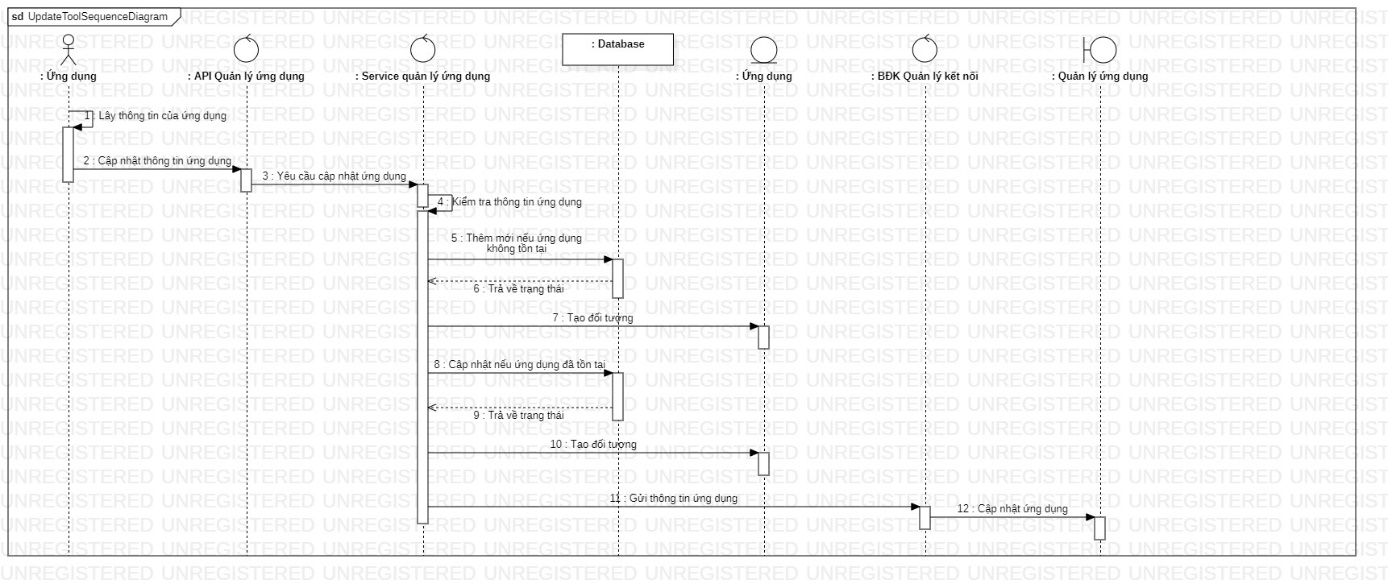 sd UpdateToolSequenceDiagram
: Ứng dụng
: API Quản lý ứng dụng
: Service quản lý ứng dụng
: Database
: Ứng dụng
: BĐK Quản lý kết nối
: Quản lý ứng dụng
1 : Lấy thông tin của ứng dụng
2 : Cập nhật thông tin ứng dụng
3 : Yêu cầu cập nhật ứng dụng
4 : Kiểm tra thông tin ứng dụng
5 : Thêm mới nếu ứng dụng
không tồn tại
6 : Trả về trạng thái
7 : Tạo đối tượng
8 : Cập nhật nếu ứng dụng đã tồn tại
9 : Trả về trạng thái
10 : Tạo đối tượng
11 : Gửi thông tin ứng dụng
12 : Cập nhật ứng dụng
UNREGISTERED